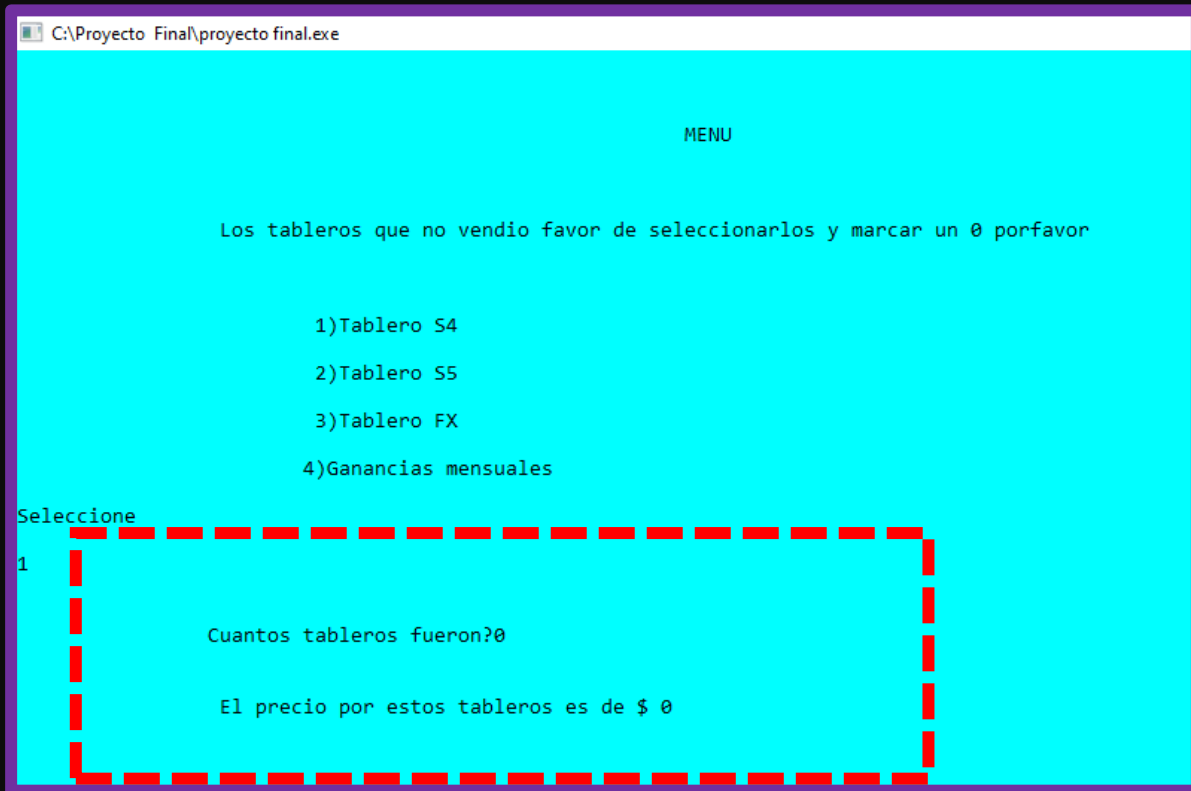 C:\Proyecto Final\proyecto final.exe
MENU
Los tableros que no vendio favor de seleccionarlos y marcar un 0 porfavor
1)Tablero S4
2)Tablero S5
3)Tablero FX
4)Ganancias mensuales
Seleccione
1
Cuantos tableros fueron?0
El precio por estos tableros es de $ 0